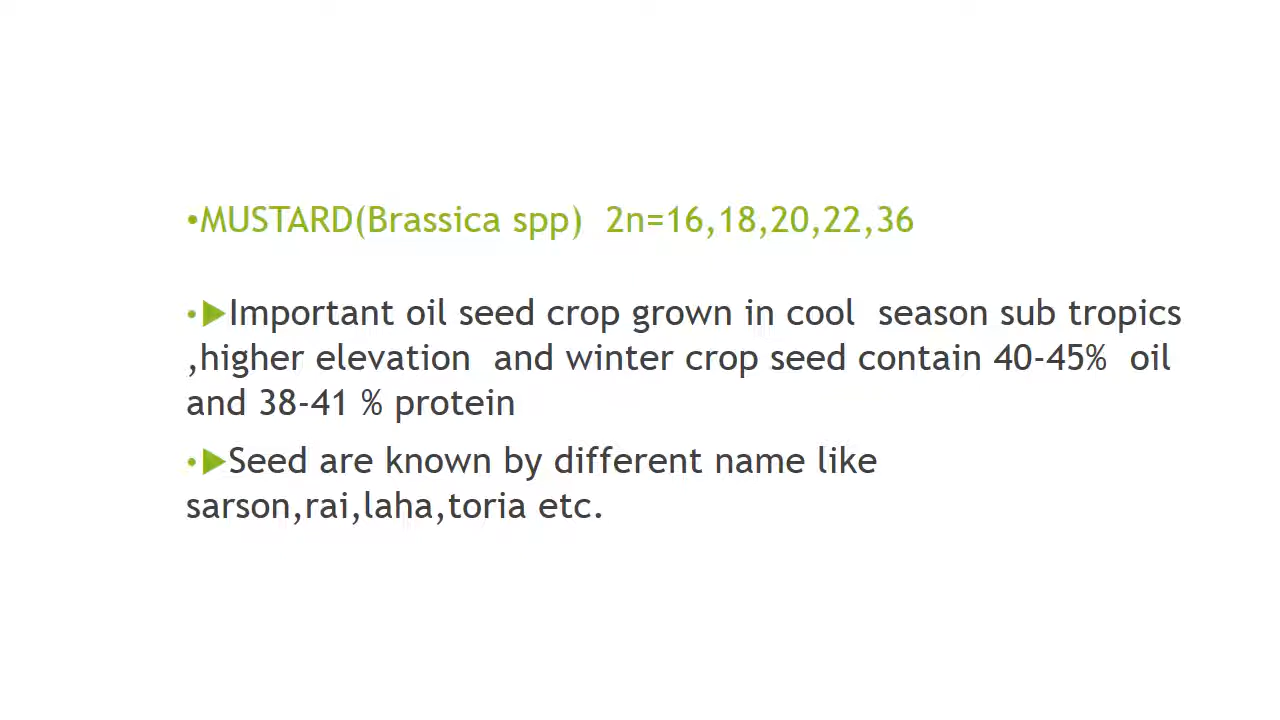 •MUSTARD(Brassica spp)  2n=16,18,20,22,36
•▶Important oil seed crop grown in cool  season sub tropics
,higher elevation  and winter crop seed contain 40-45%  oil
and 38-41 % protein
•▶Seed are known by different name like
sarson,rai,laha,toria etc.